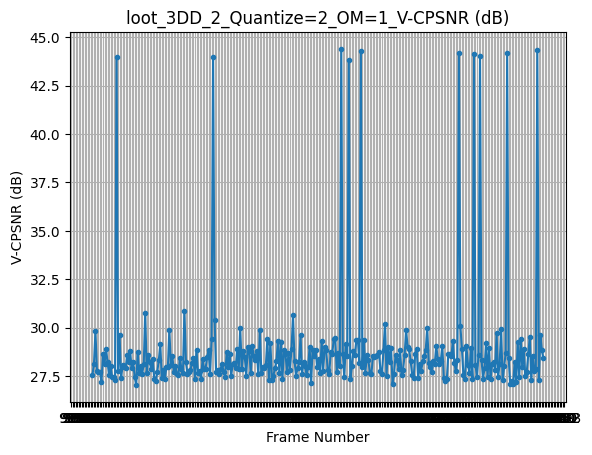 loot_3DD_2_Quantize=2_OM=1_V-CPSNR (dB)
45.0
42.5
40.0
37.5
35.0
32.5
30.0
27.5
V-CPSNR (dB)
Frame Number